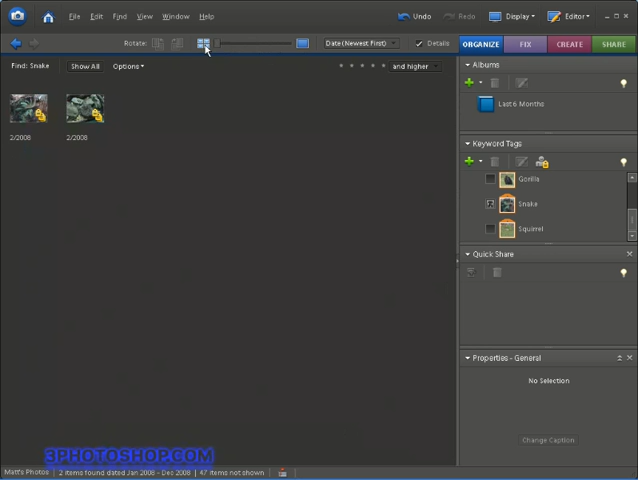 File Edit Find View Window Help Undo Redo Display Editor
Rotate: Date (Newest First) Details ORGANIZE FIX CREATE SHARE
Find: Snake Show All Options and higher
Albums
Last 6 Months
Keyword Tags
Gorilla
Snake
Squirrel
2/2008 2/2008
Quick Share
Properties - General
No Selection
Change Caption
3PHOTOSHOP.COM
Matt's Photos 2 items found dated Jan 2008 - Dec 2008 47 items not shown